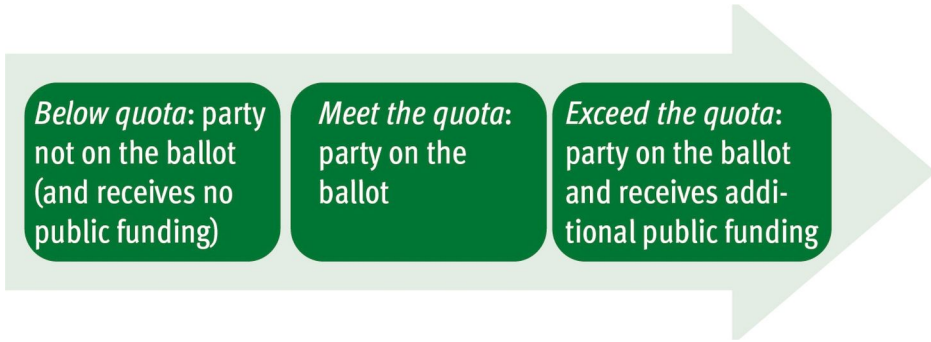 Below quota: party
not on the ballot
(and receives no
public funding)
Meet the quota:
party on the
ballot
Exceed the quota:
party on the ballot
and receives addi-
tional public funding